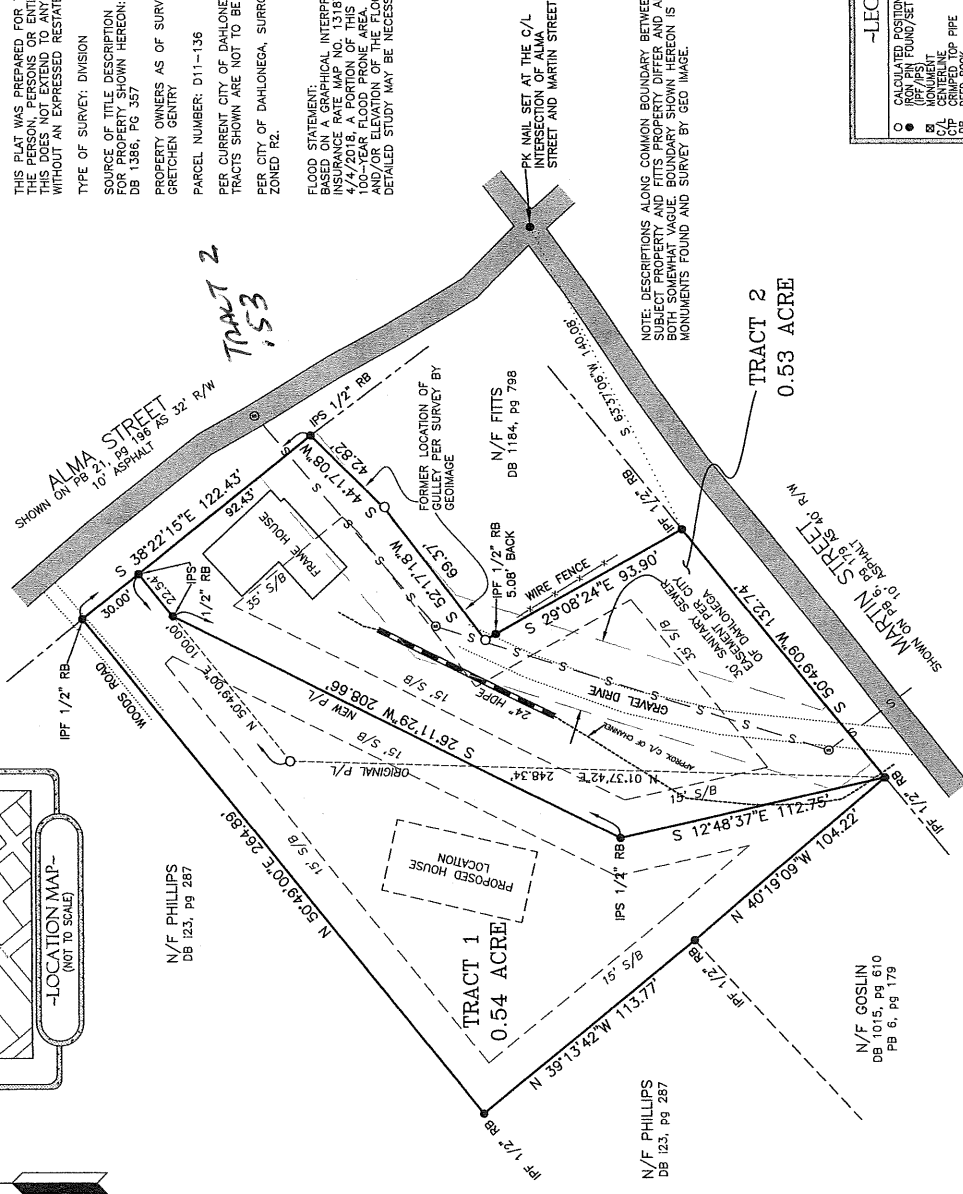 THIS PLAT WAS PREPARED FOR
THE PERSON, PERSONS OR ENTI
THIS DOES NOT EXTEND TO ANY
WITHOUT AN EXPRESSED RESTATE
TYPE OF SURVEY: DIVISION
SOURCE OF TITLE DESCRIPTION
FOR PROPERTY SHOWN HEREON:
DB 1386, PG 357
PROPERTY OWNERS AS OF SURV
GRETCHEN GENTRY
PARCEL NUMBER: D11-136
PER CURRENT CITY OF DAHLONE
TRACTS SHOWN ARE NOT TO BE
PER CITY OF DAHLONEGA, SURRO
ZONED R2.
FLOOD STATEMENT:
BASED ON A GRAPHICAL INTERPR
INSURANCE RATE MAP NO. 1318
4/4/2018, A PORTION OF THIS
100-YEAR FLOOD PRONE AREA.
AND/OR ELEVATION OF THE FLOO
DETAILED STUDY MAY BE NECESS
PK NAIL SET AT THE C/L
INTERSECTION OF ALMA
STREET AND MARTIN STREET
NOTE: DESCRIPTIONS ALONG COMMON BOUNDARY BETWEE
SUBJECT PROPERTY AND FITTS PROPERTY DIFFER AND A
BOTH SOMEWHAT VAGUE. BOUNDARY SHOWN HEREON IS
MONUMENTS FOUND AND SURVEY BY GEO IMAGE.
~LEG
CALCULATED POSITION
IRON PIN FOUND/SET
(IPF/IPS)
MONUMENT
C/L CENTERLINE
CTP CRIMPED TOP PIPE
DB DEED BOOK
~LOCATION MAP~
(NOT TO SCALE)
TRACT 2
.53
ALMA STREET
SHOWN ON PB 21, pg 196 AS 32' R/W
10' ASPHALT
IPF 1/2" RB
WOODS ROAD
30.00'
S 38°22'15"E 122.43'
92.43'
IPS 1/2" RB
22.54'
IPS
1/2" RB
N 50°49'00"E 100.00'
FRAME HOUSE
35' S/B
S 44°17'08"W
42.82'
FORMER LOCATION OF
GULLEY PER SURVEY BY
GEOIMAGE
S 52°17'18"W 69.37'
N/F FITTS
DB 1184, pg 798
IPF 1/2" RB
5.08' BACK
WIRE FENCE
S 29°08'24"E 93.90'
IPF 1/2" RB
S 63°37'06"W 140.08'
TRACT 2
0.53 ACRE
30' SANITARY SEWER
EASEMENT PER CITY
OF DAHLONEGA
35' S/B
S 50°49'09"W 132.74'
MARTIN STREET
SHOWN ON PB 6, pg 179 AS 40' R/W
10' ASPHALT
15' S/B
24" HDPE
GRAVEL DRIVE
APPROX. C/L OF CHANNEL
NEW P/L
S 26°11'29"W 208.66'
15' S/B
ORIGINAL P/L
N 01°37'42"E 248.34'
15' S/B
S 12°48'37"E 112.75'
IPF 1/2" RB
IPS 1/2" RB
N 50°49'00"E 264.89'
15' S/B
PROPOSED HOUSE
LOCATION
TRACT 1
0.54 ACRE
15' S/B
N 40°19'09"W 104.22'
IPF 1/2" RB
N 39°13'42"W 113.77'
IPF 1/2" RB
N/F PHILLIPS
DB I23, pg 287
N/F PHILLIPS
DB I23, pg 287
N/F GOSLIN
DB 1015, pg 610
PB 6, pg 179